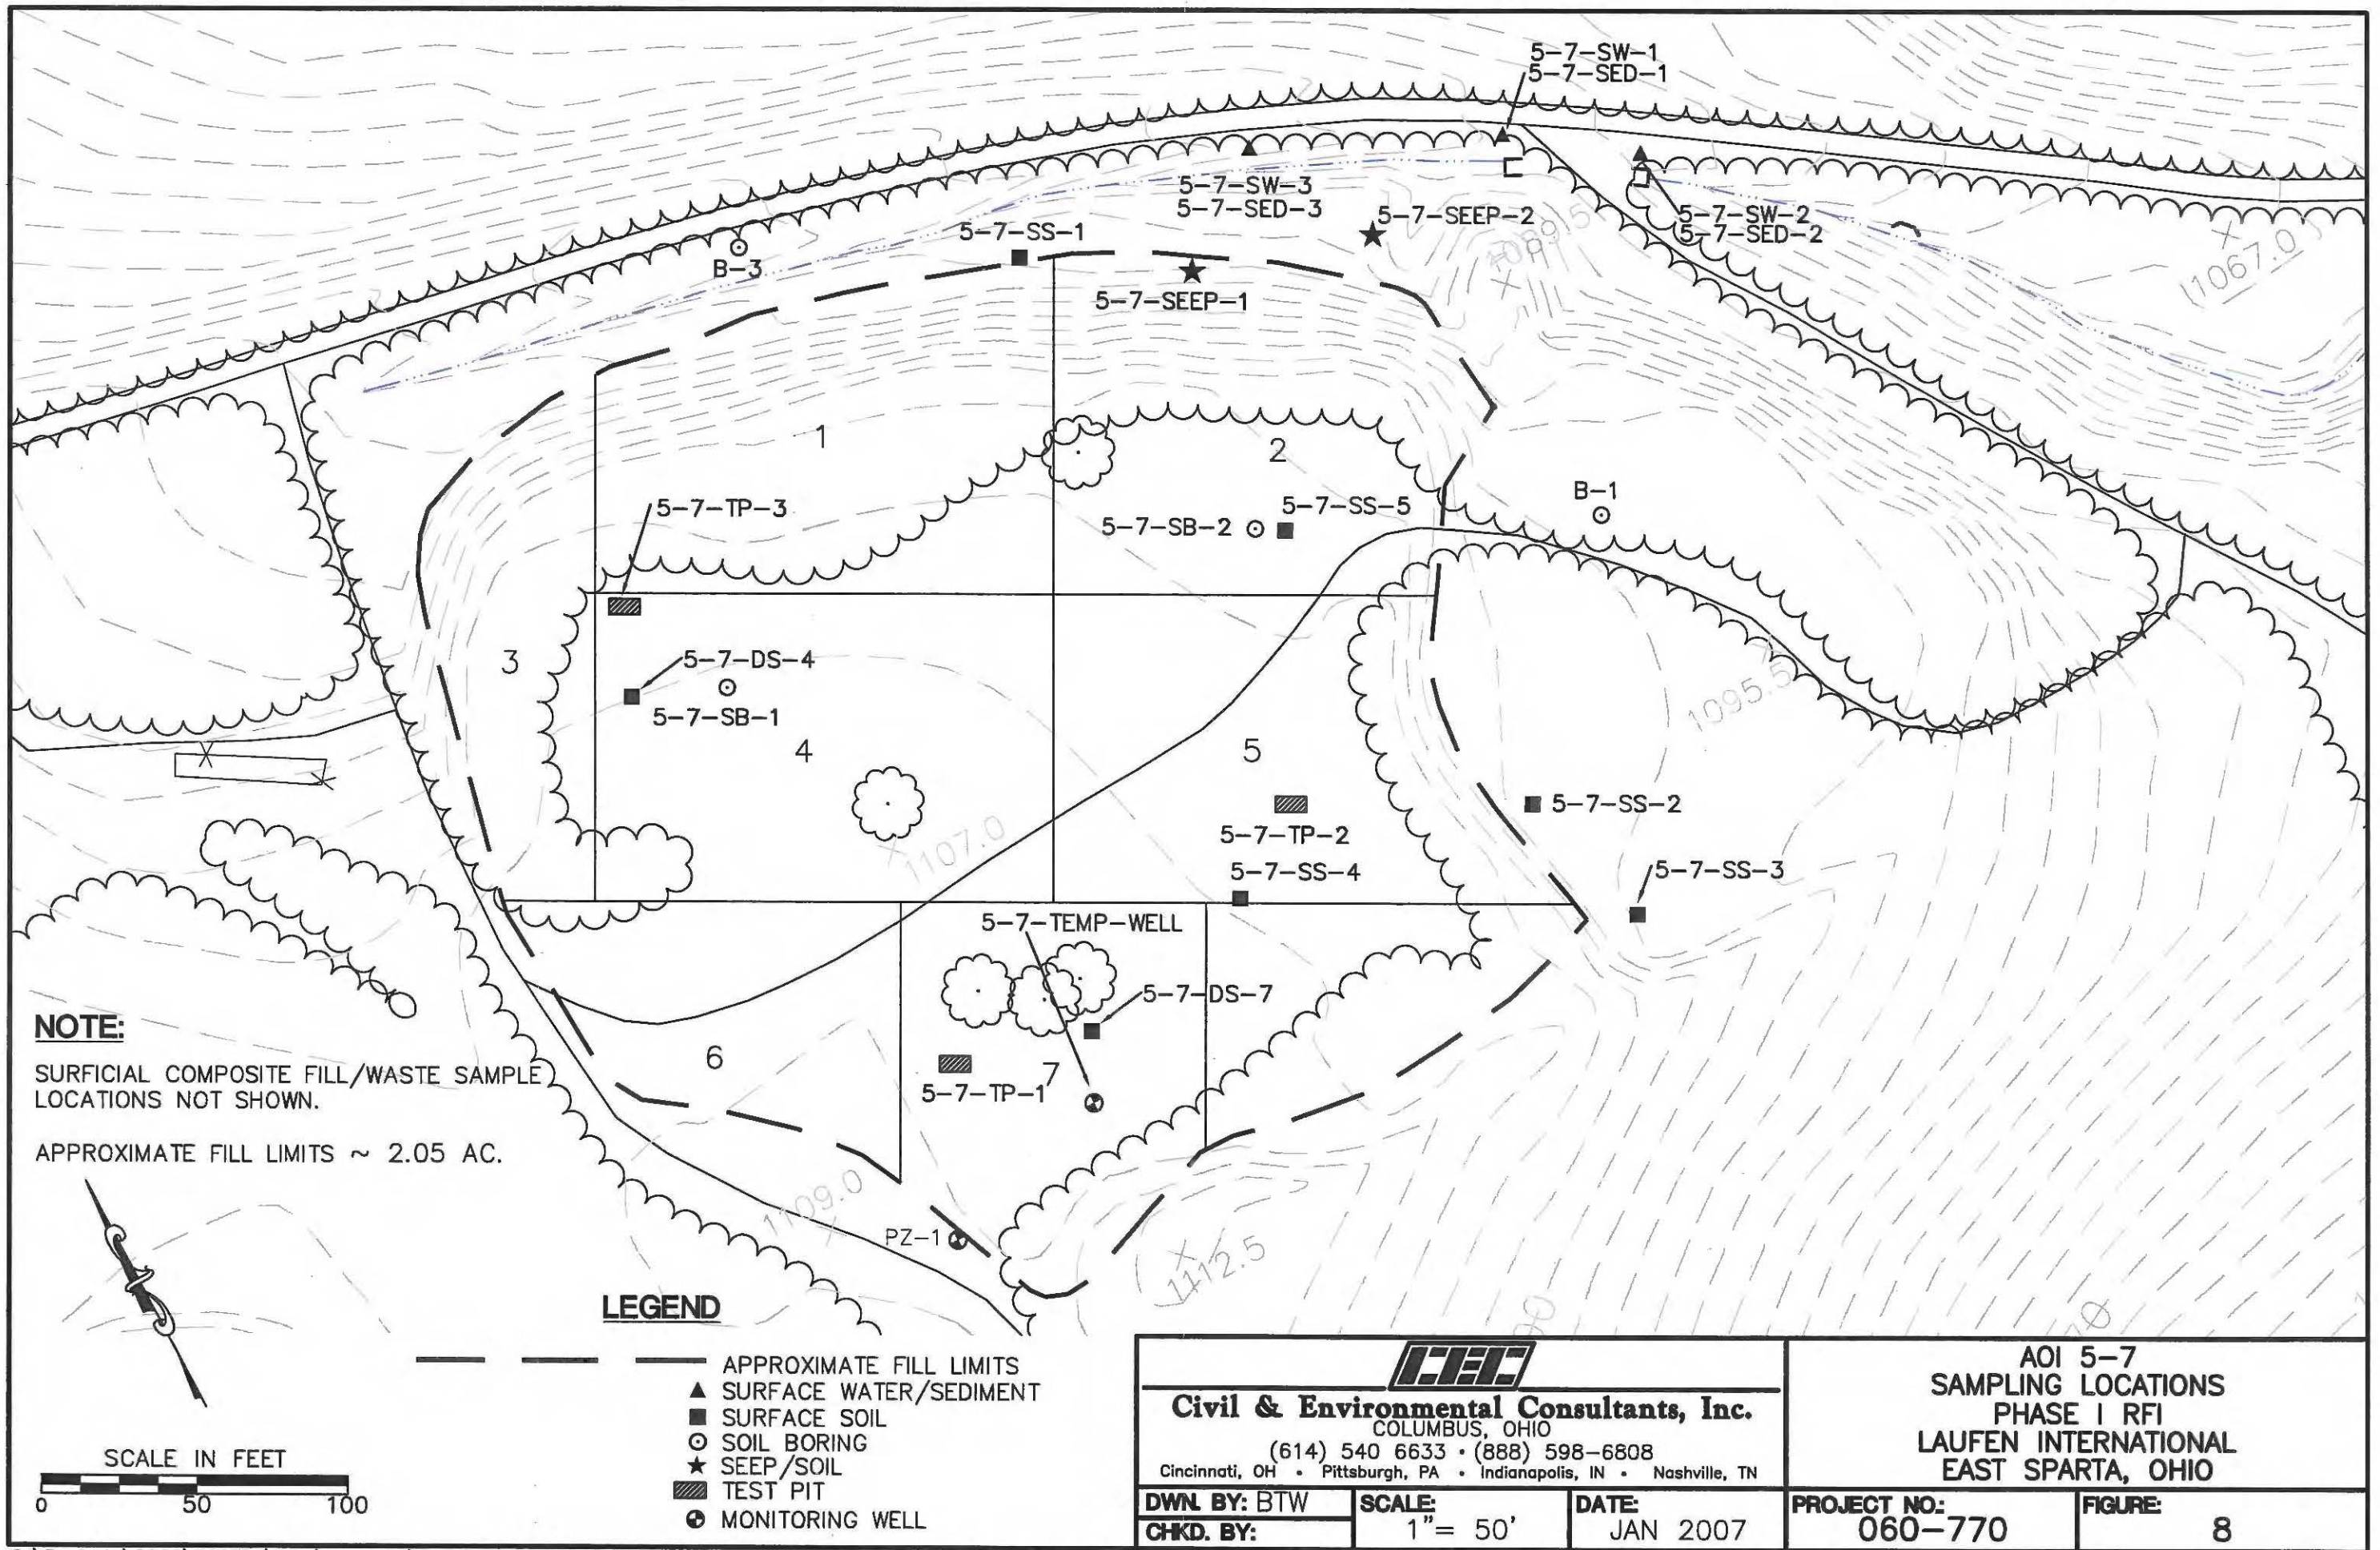 5-7-SW-1
5-7-SED-1
5-7-SW-3
5-7-SED-3
5-7-SEEP-2
5-7-SW-2
5-7-SED-2
5-7-SS-1
B-3
5-7-SEEP-1
1089.5
1067.0
1
2
5-7-TP-3
5-7-SB-2
5-7-SS-5
B-1
3
5-7-DS-4
5-7-SB-1
4
5
1095.5
5-7-TP-2
5-7-SS-2
5-7-SS-4
5-7-SS-3
1107.0
5-7-TEMP-WELL
5-7-DS-7
6
7
5-7-TP-1
1109.0
PZ-1
1112.5
NOTE:
SURFICIAL COMPOSITE FILL/WASTE SAMPLE
LOCATIONS NOT SHOWN.
APPROXIMATE FILL LIMITS ~ 2.05 AC.
SCALE IN FEET
0 50 100
LEGEND
APPROXIMATE FILL LIMITS
SURFACE WATER/SEDIMENT
SURFACE SOIL
SOIL BORING
SEEP/SOIL
TEST PIT
MONITORING WELL
CEC
Civil & Environmental Consultants, Inc.
COLUMBUS, OHIO
(614) 540 6633 · (888) 598-6808
Cincinnati, OH • Pittsburgh, PA • Indianapolis, IN • Nashville, TN
DWN. BY: BTW
CHKD. BY:
SCALE:
1"= 50'
DATE:
JAN 2007
AOI 5-7
SAMPLING LOCATIONS
PHASE I RFI
LAUFEN INTERNATIONAL
EAST SPARTA, OHIO
PROJECT NO.:
060-770
FIGURE:
8